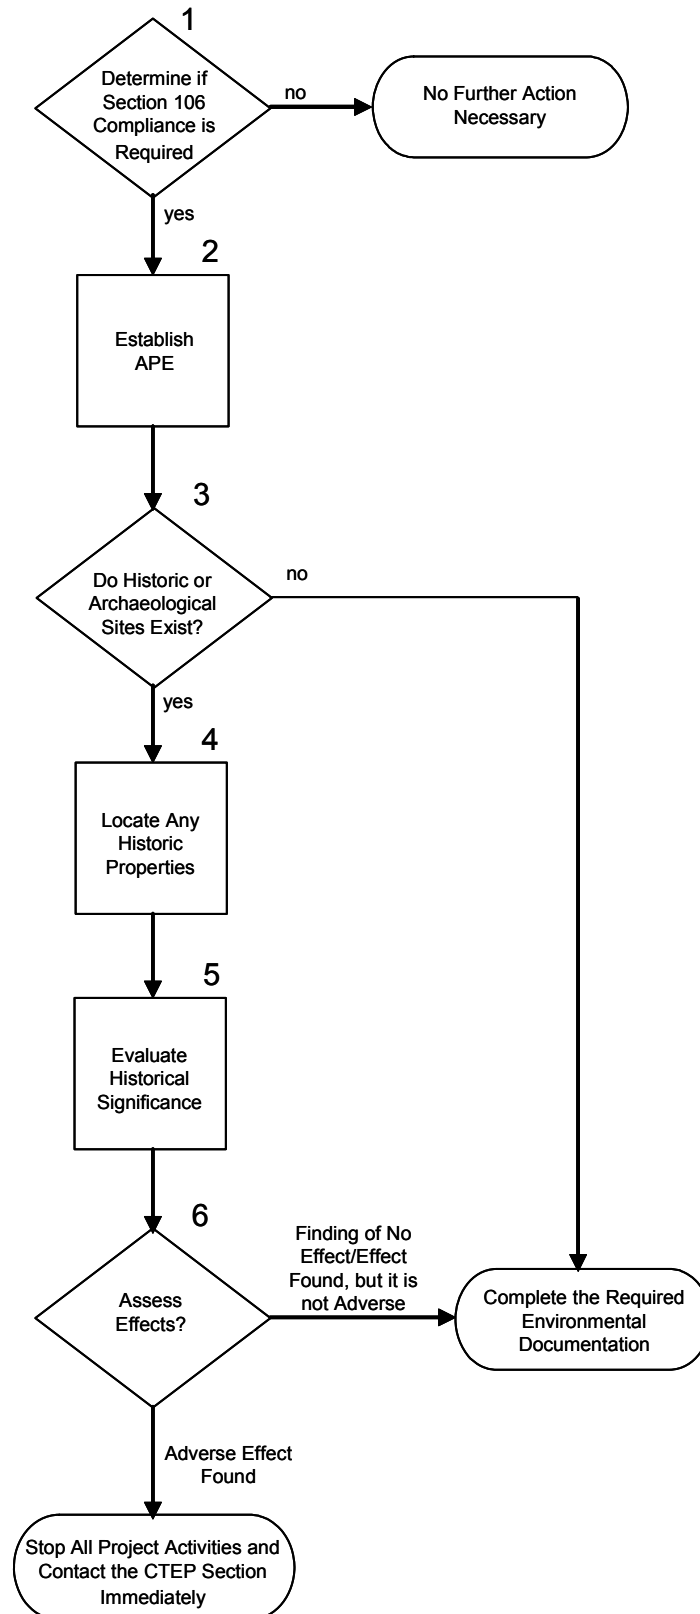 1
Determine if
Section 106
Compliance is
Required
no
No Further Action
Necessary
yes
2
Establish
APE
3
Do Historic or
Archaeological
Sites Exist?
no
yes
4
Locate Any
Historic
Properties
5
Evaluate
Historical
Significance
6
Assess
Effects?
Finding of No
Effect/Effect
Found, but it is
not Adverse
Complete the Required
Environmental
Documentation
Adverse Effect
Found
Stop All Project Activities and
Contact the CTEP Section
Immediately